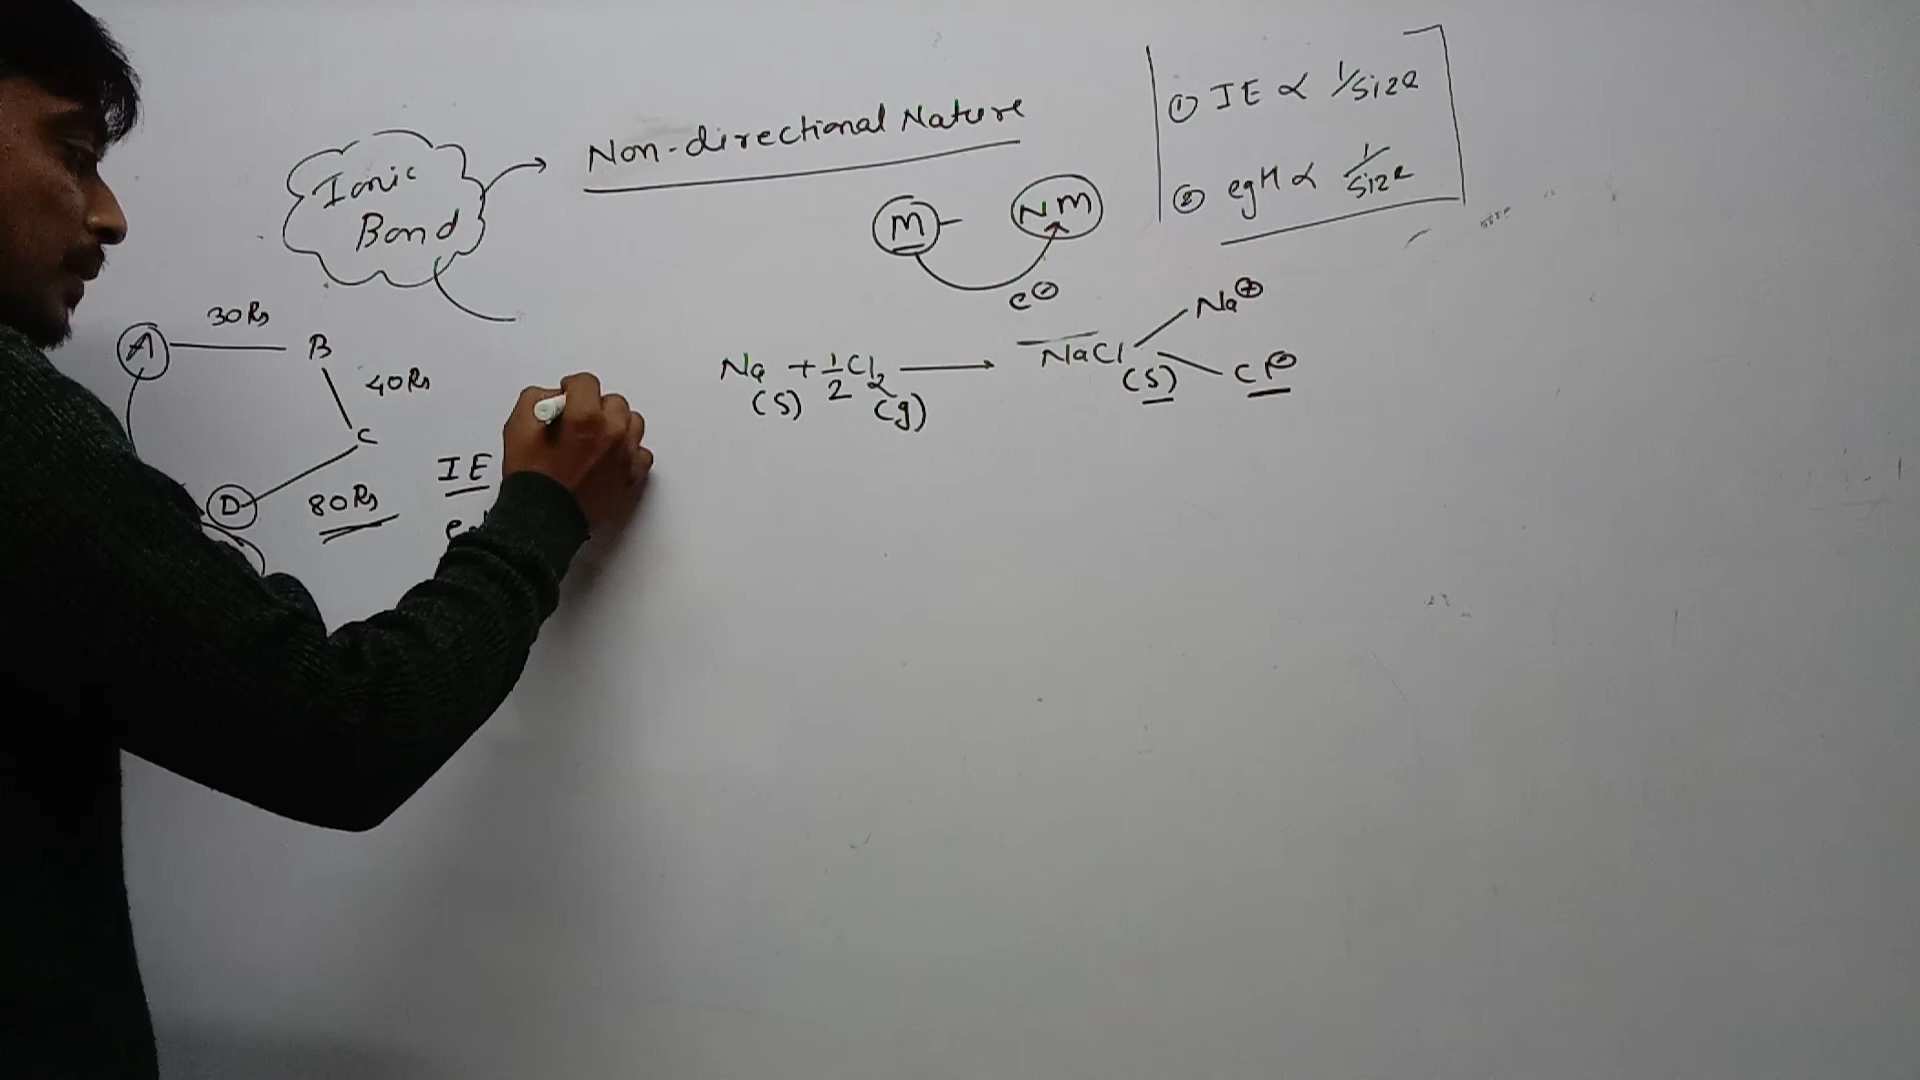 Ionic
Bond
Non-directional Nature
① IE ∝ 1/Size
② egH ∝ 1/Size
M
NM
e⊖
A
30Rs
B
40Rs
C
D
80Rs
IE
Na + 1/2 Cl2 ⟶ NaCl
(s) (g) (s)
Na⊕
Cl⊖